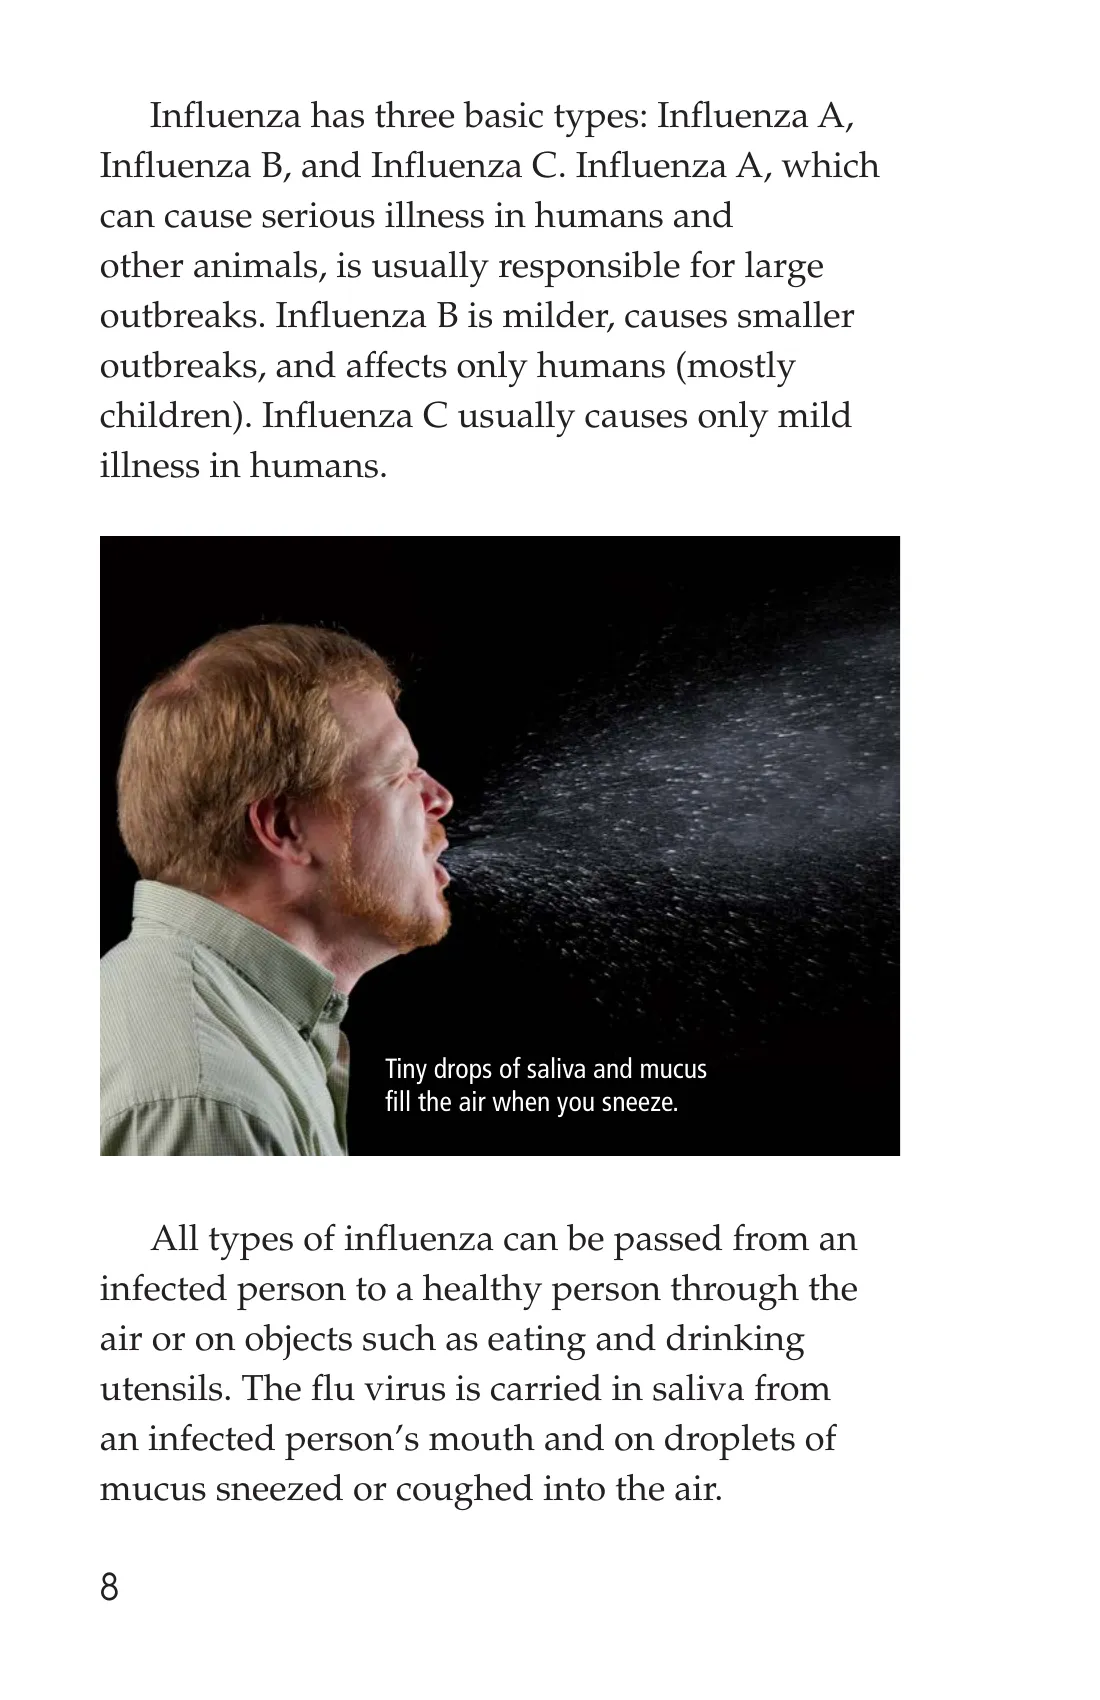 Influenza has three basic types: Influenza A,
Influenza B, and Influenza C. Influenza A, which
can cause serious illness in humans and
other animals, is usually responsible for large
outbreaks. Influenza B is milder, causes smaller
outbreaks, and affects only humans (mostly
children). Influenza C usually causes only mild
illness in humans.
Tiny drops of saliva and mucus
fill the air when you sneeze.
All types of influenza can be passed from an
infected person to a healthy person through the
air or on objects such as eating and drinking
utensils. The flu virus is carried in saliva from
an infected person’s mouth and on droplets of
mucus sneezed or coughed into the air.
8